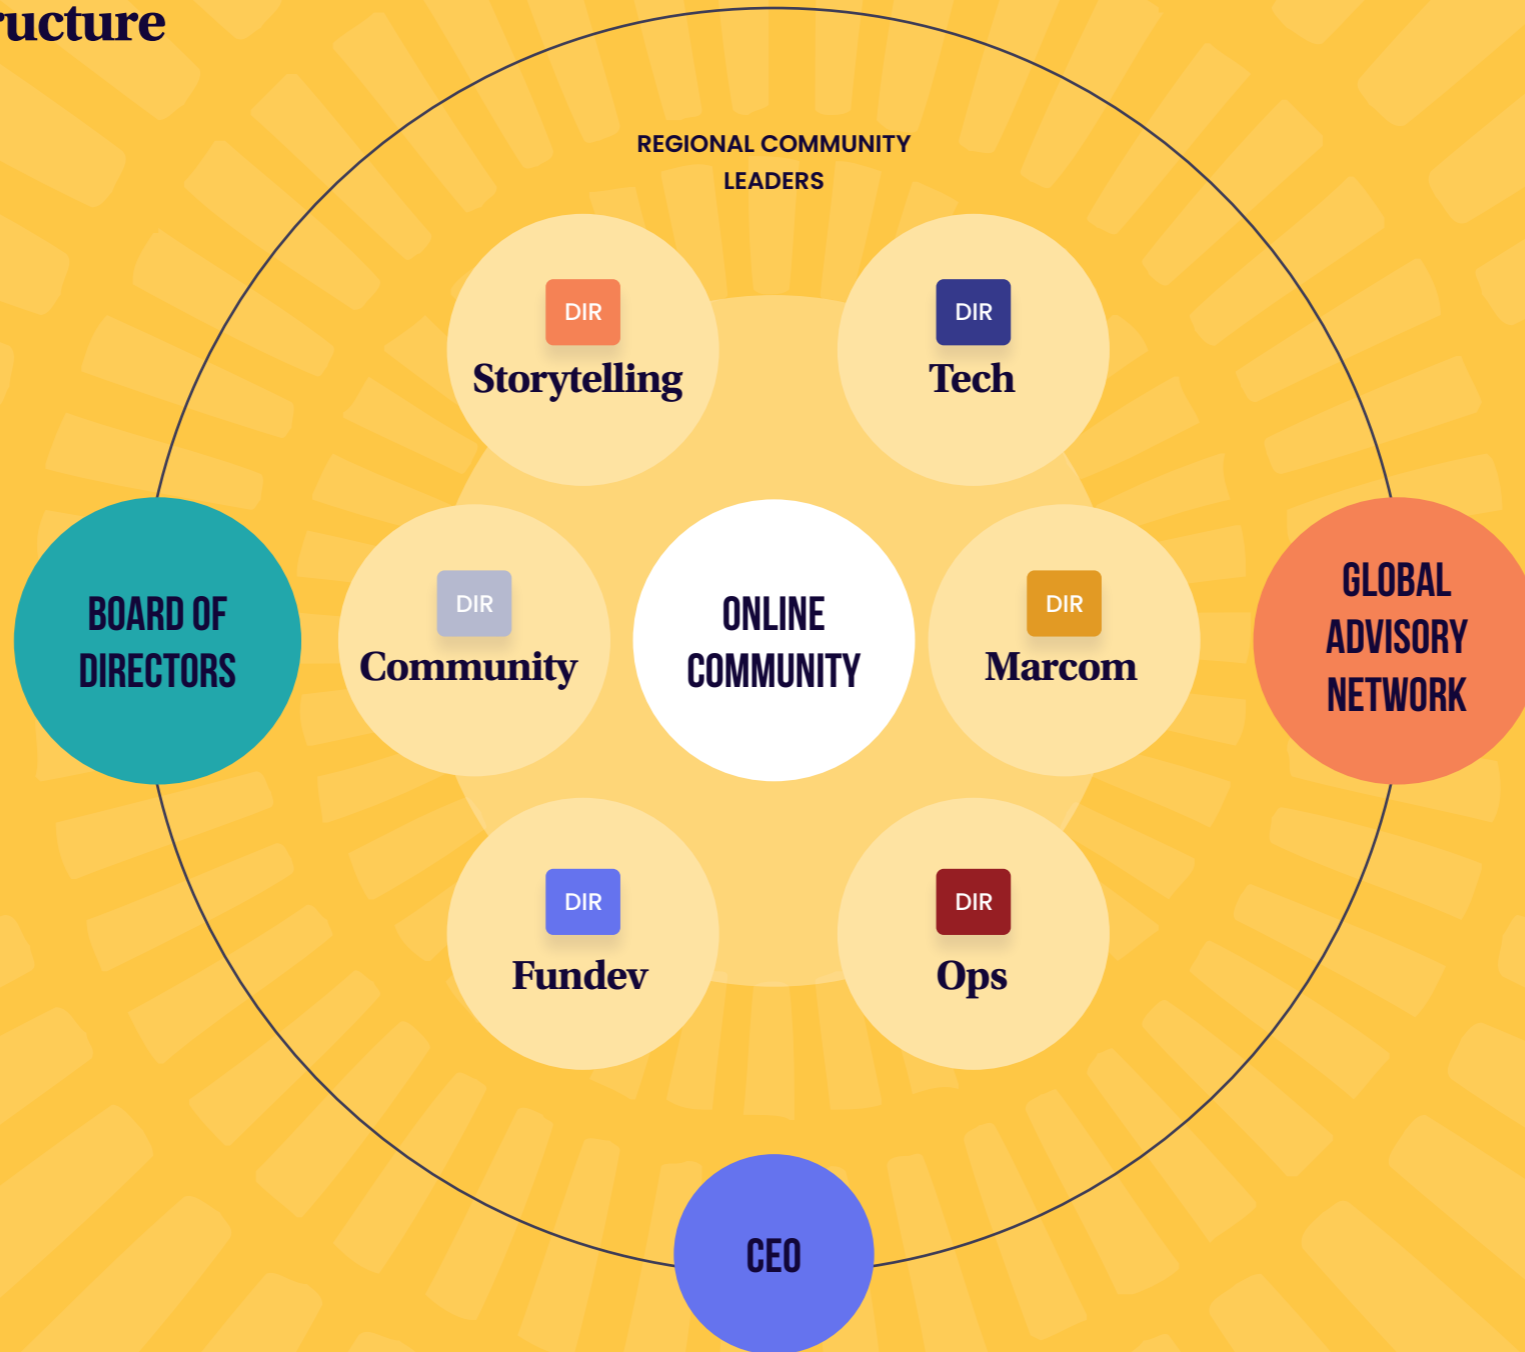 ructure
REGIONAL COMMUNITY
LEADERS
DIR
Storytelling
DIR
Tech
BOARD OF
DIRECTORS
DIR
Community
ONLINE
COMMUNITY
DIR
Marcom
GLOBAL
ADVISORY
NETWORK
DIR
Fundev
DIR
Ops
CEO